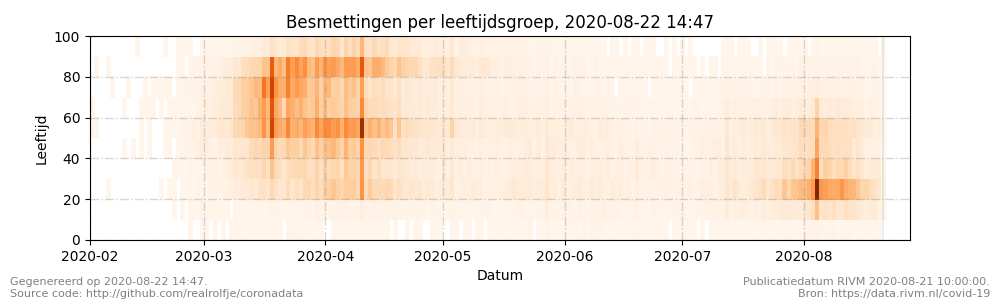 Besmettingen per leeftijdsgroep, 2020-08-22 14:47
100
80
60
40
20
0
Leeftijd
2020-02 2020-03 2020-04 2020-05 2020-06 2020-07 2020-08
Datum
Gegenereerd op 2020-08-22 14:47.
Source code: http://github.com/realrolfje/coronadata
Publicatiedatum RIVM 2020-08-21 10:00:00.
Bron: https://data.rivm.nl/covid-19